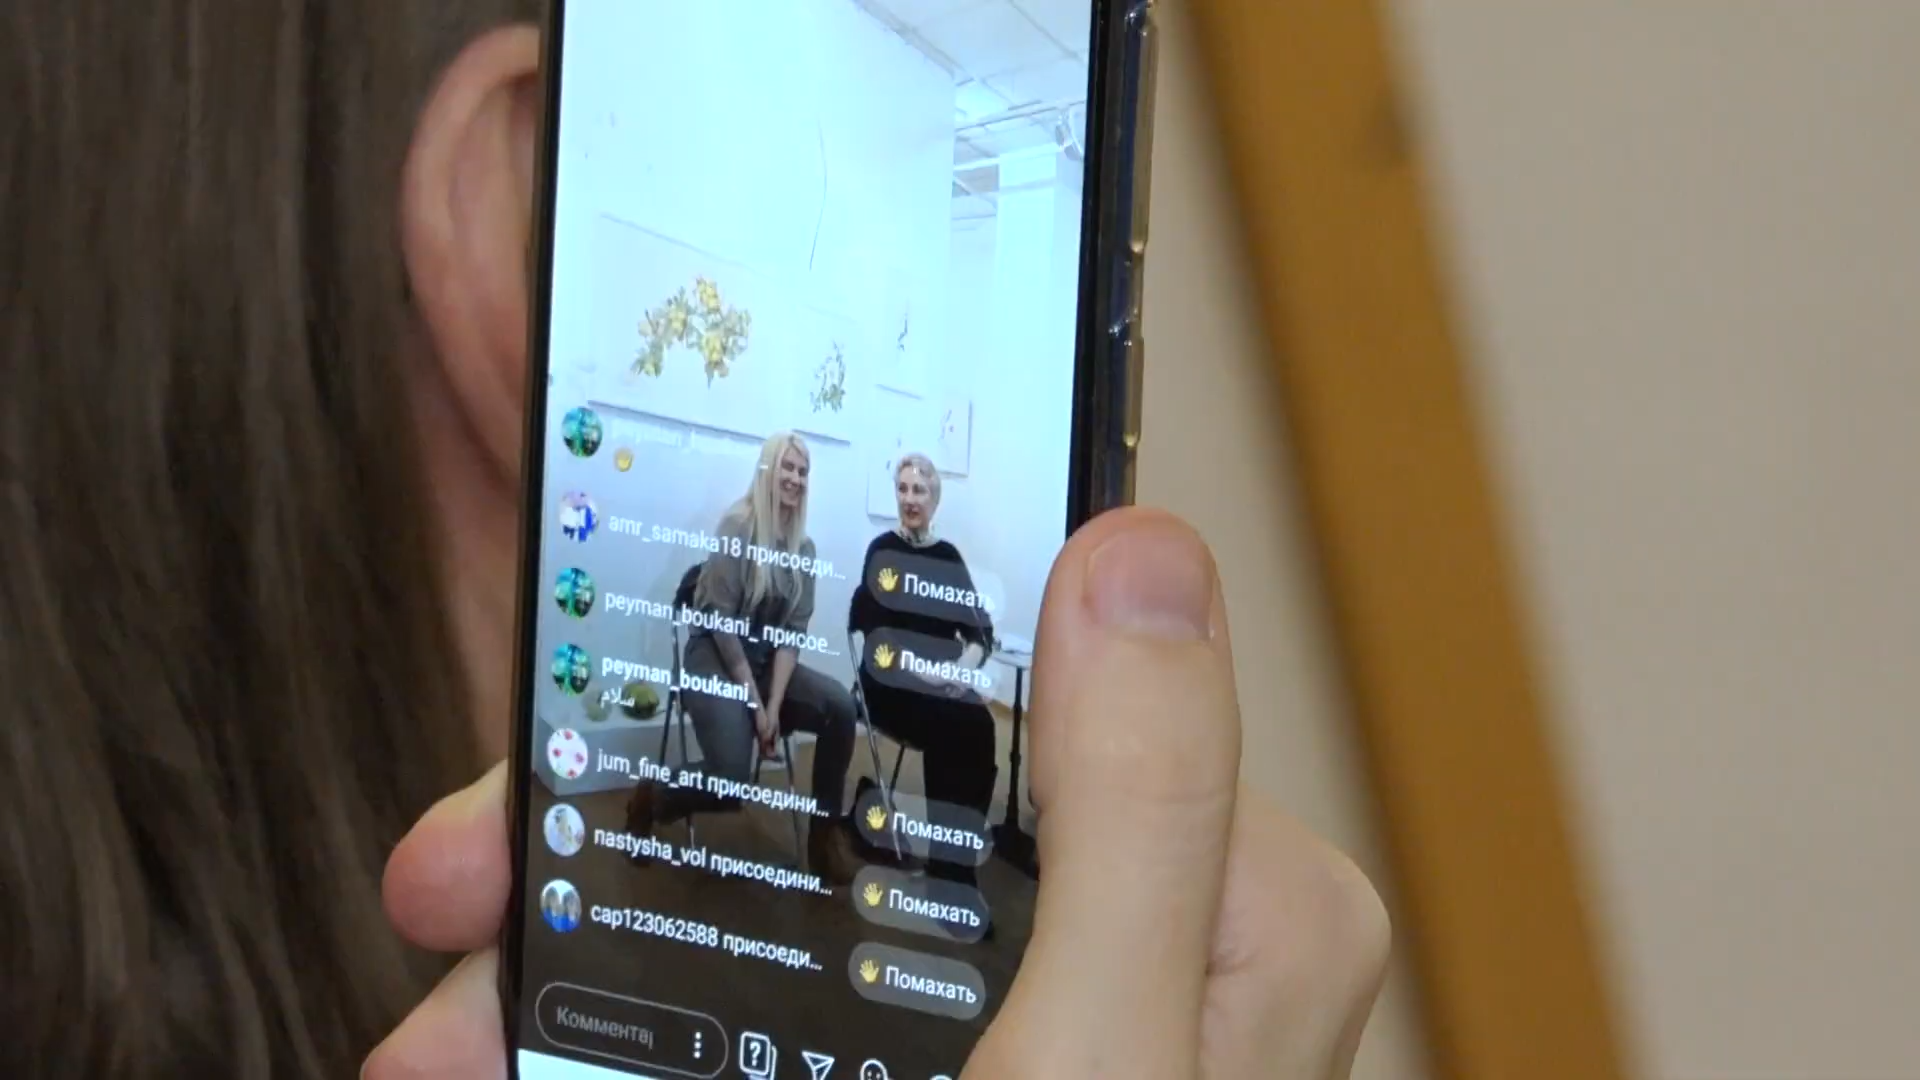 amr_samaka18 присоеди...
Помахать
peyman_boukani_ присое...
Помахать
peyman_boukani_
سلام
jum_fine_art присоедини...
Помахать
nastysha_vol присоедини...
Помахать
cap123062588 присоеди...
Помахать
Коммента